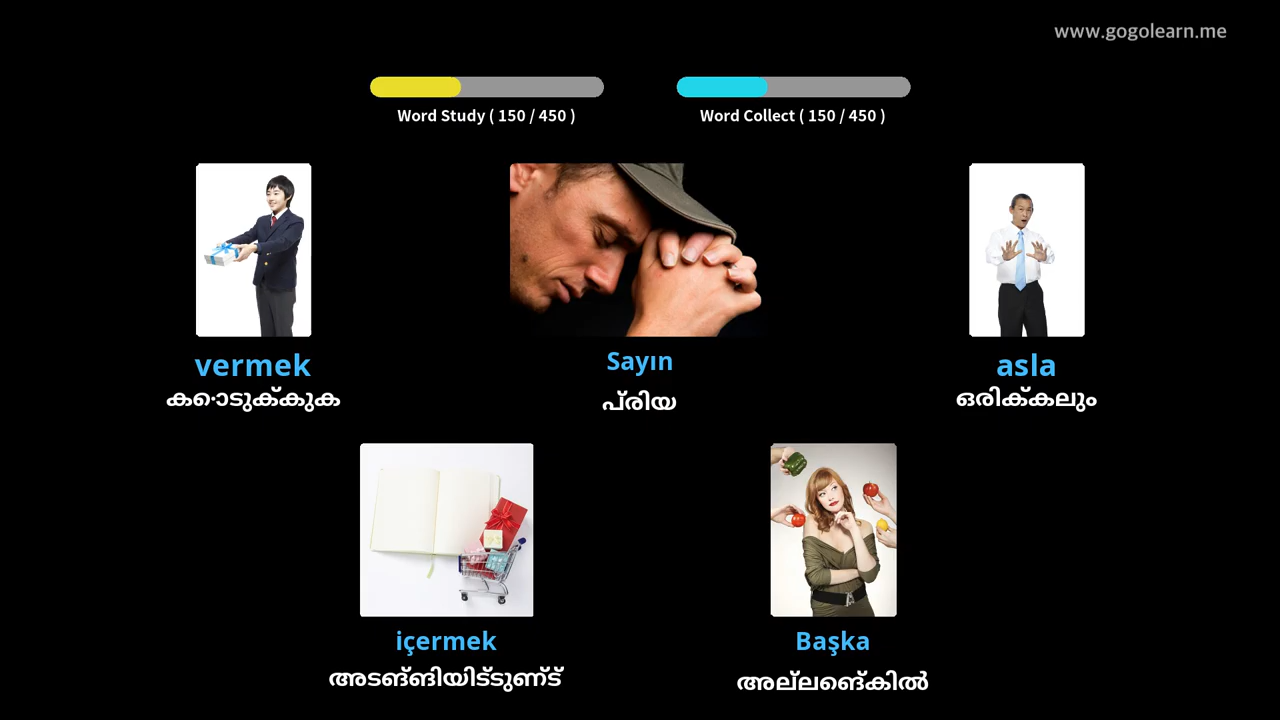 www.gogolearn.me
Word Study ( 150 / 450 )
Word Collect ( 150 / 450 )
vermek
കൊടുക്കുക
Sayın
പ്രിയ
asla
ഒരിക്കലും
içermek
അടങ്ങിയിട്ടുണ്ട്
Başka
അല്ലെങ്കിൽ